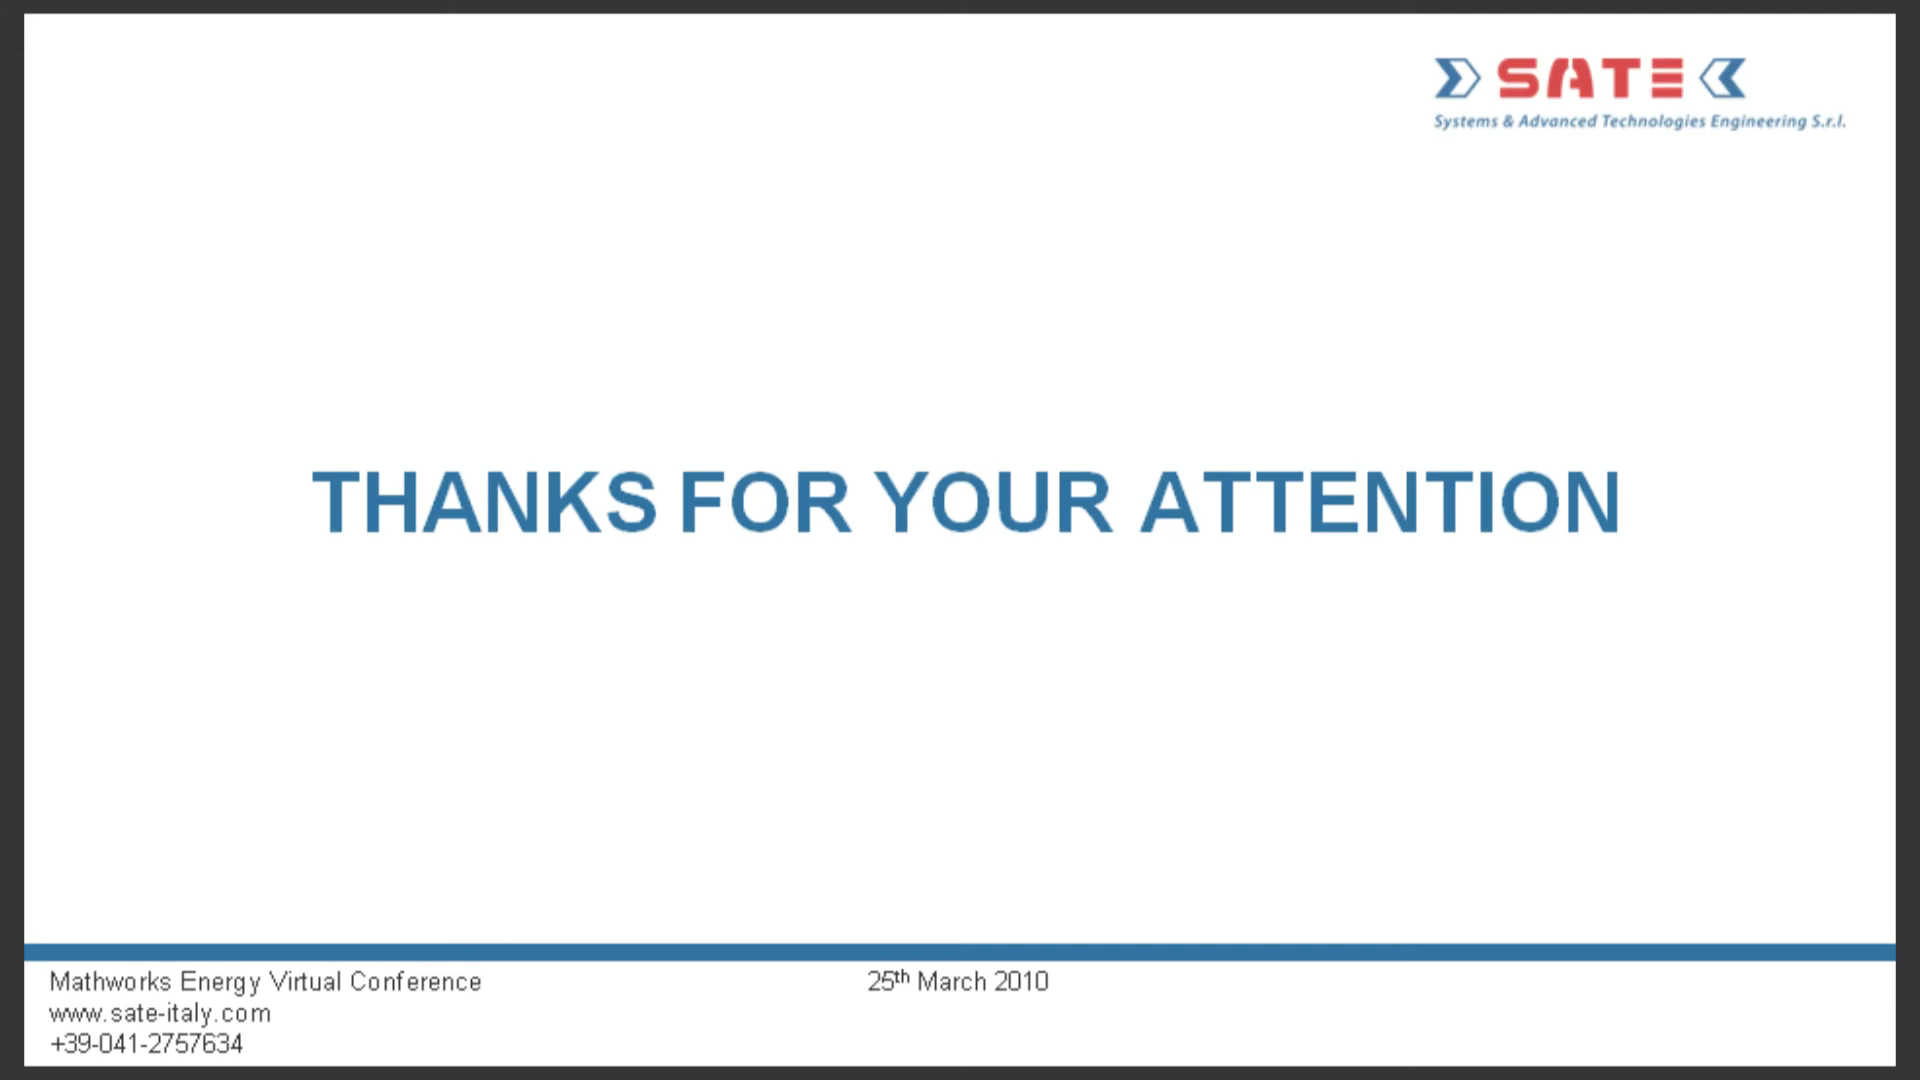 SATE
Systems & Advanced Technologies Engineering S.r.l.
THANKS FOR YOUR ATTENTION
Mathworks Energy Virtual Conference
25th March 2010
www.sate-italy.com
+39-041-2757634